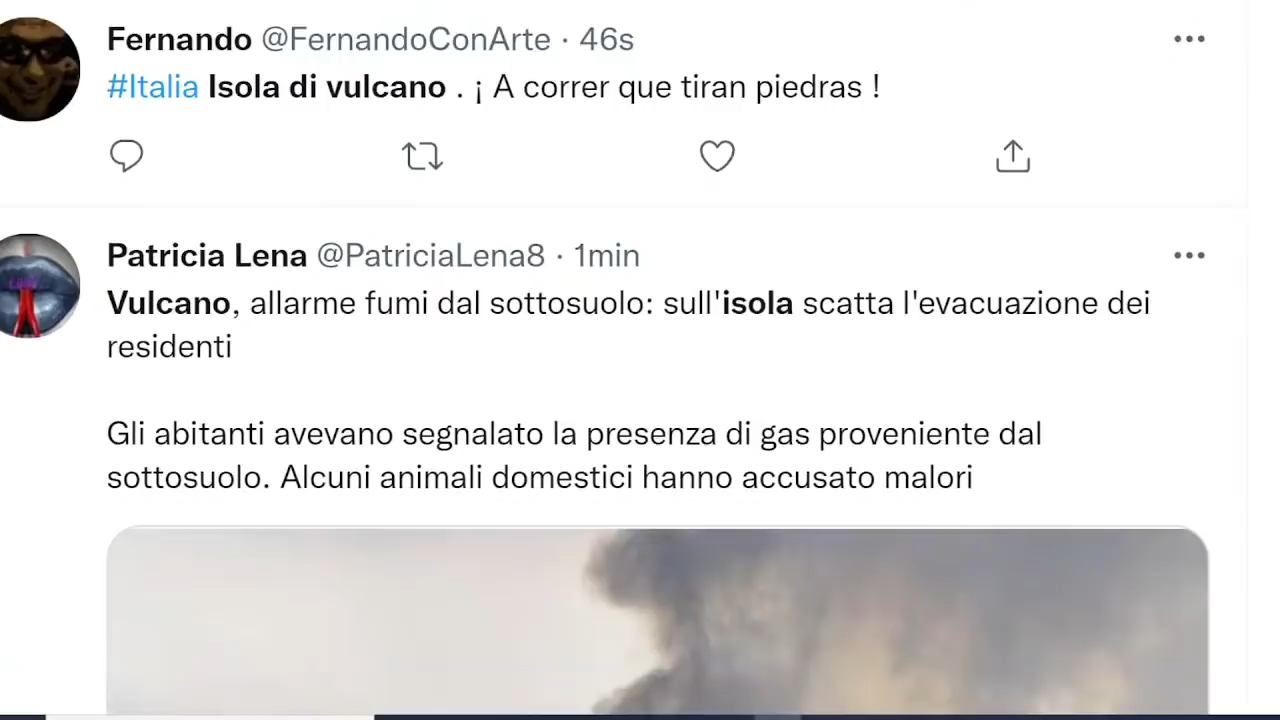 Fernando @FernandoConArte · 46s
#Italia Isola di vulcano . ¡ A correr que tiran piedras !
Patricia Lena @PatriciaLena8 · 1min
Vulcano, allarme fumi dal sottosuolo: sull'isola scatta l'evacuazione dei
residenti
Gli abitanti avevano segnalato la presenza di gas proveniente dal
sottosuolo. Alcuni animali domestici hanno accusato malori